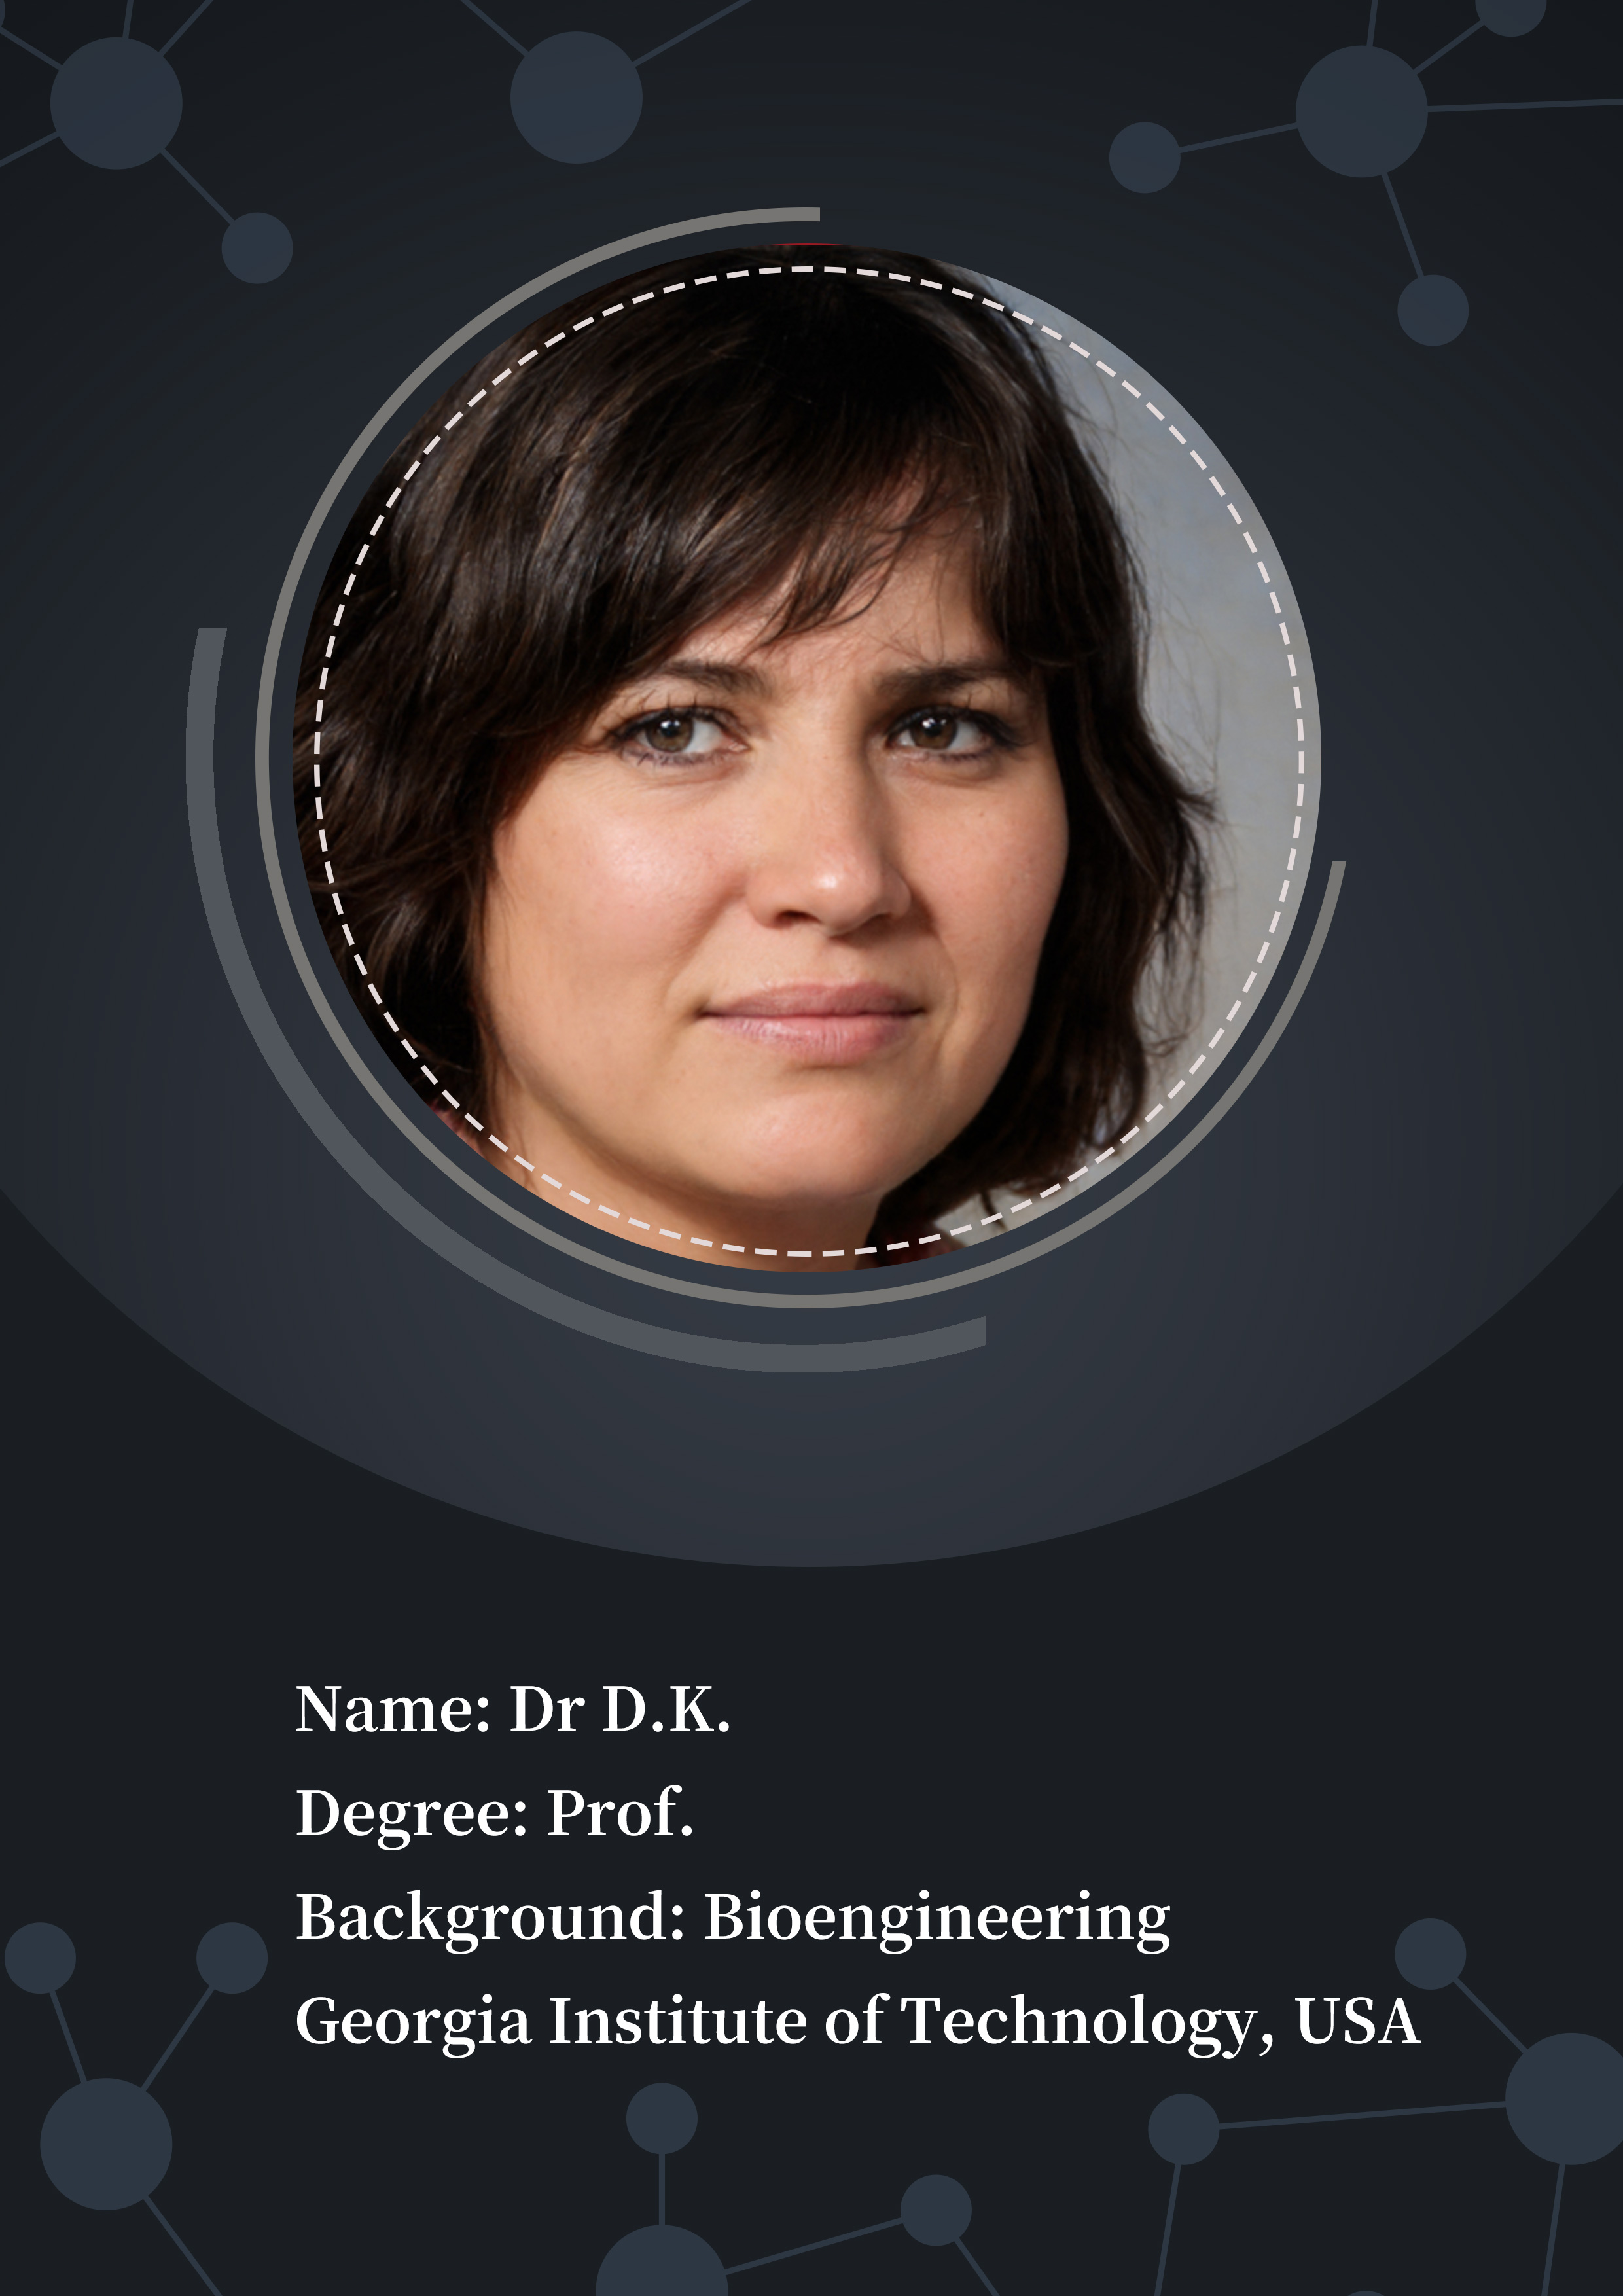 Name: Dr D.K.
Degree: Prof.
Background: Bioengineering
Georgia Institute of Technology, USA